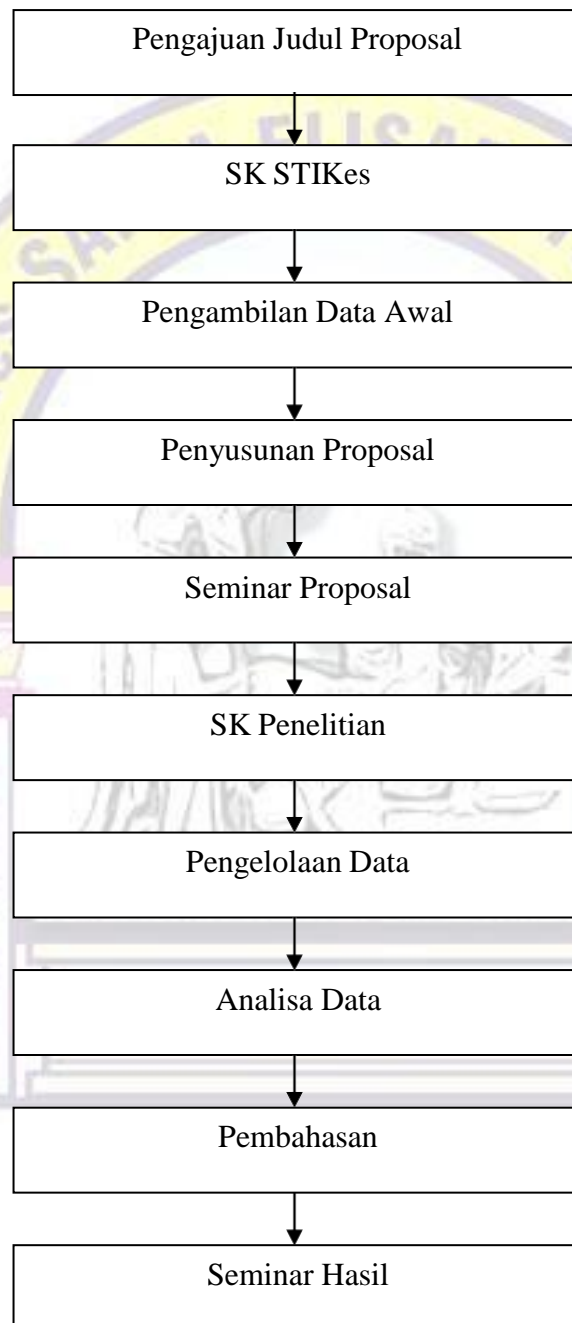 Pengajuan Judul Proposal
SK STIKes
Pengambilan Data Awal
Penyusunan Proposal
Seminar Proposal
SK Penelitian
Pengelolaan Data
Analisa Data
Pembahasan
Seminar Hasil